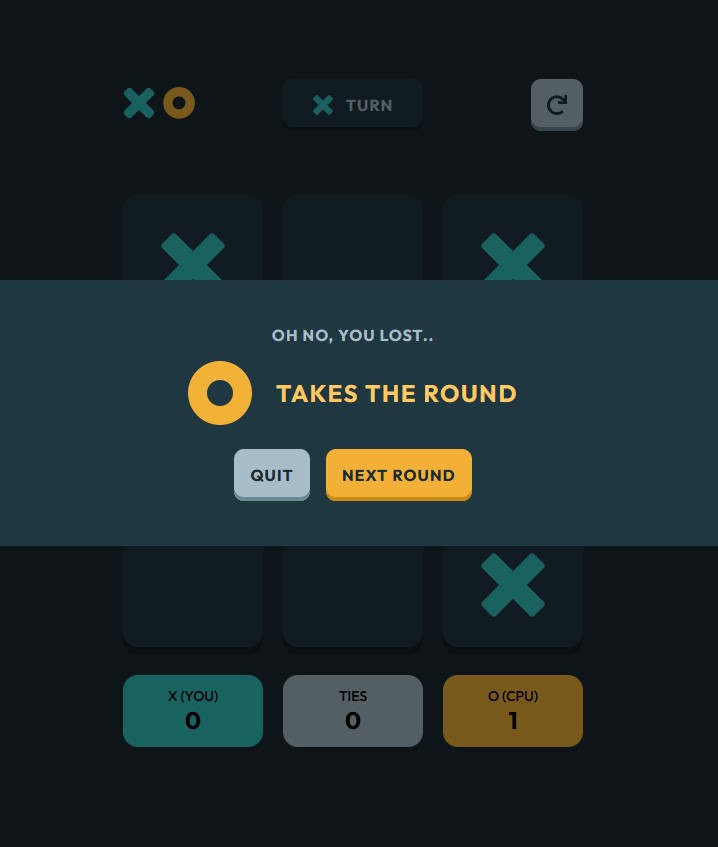 TURN
OH NO, YOU LOST..
TAKES THE ROUND
QUIT
NEXT ROUND
X (YOU)
0
TIES
0
O (CPU)
1